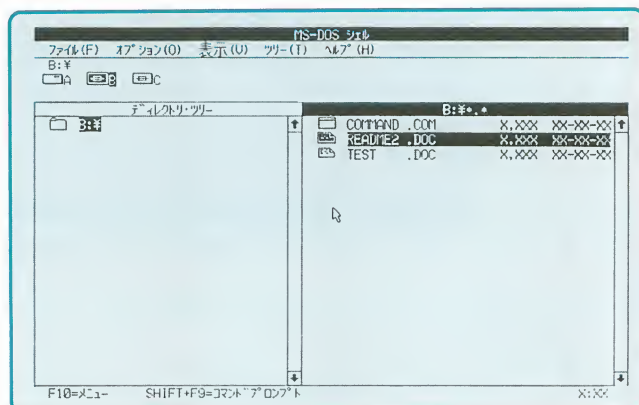 MS-DOS シェル
ファイル(F) オプション(O) 表示(V) ツリー(T) ヘルプ(H)
B:¥
A B C
ディレクトリ・ツリー
B:¥*.*
B:¥
COMMAND .COM X,XXX XX-XX-XX
README2 .DOC X,XXX XX-XX-XX
TEST .DOC X,XXX XX-XX-XX
F10=メニュー SHIFT+F9=コマンドプロンプト X:XX